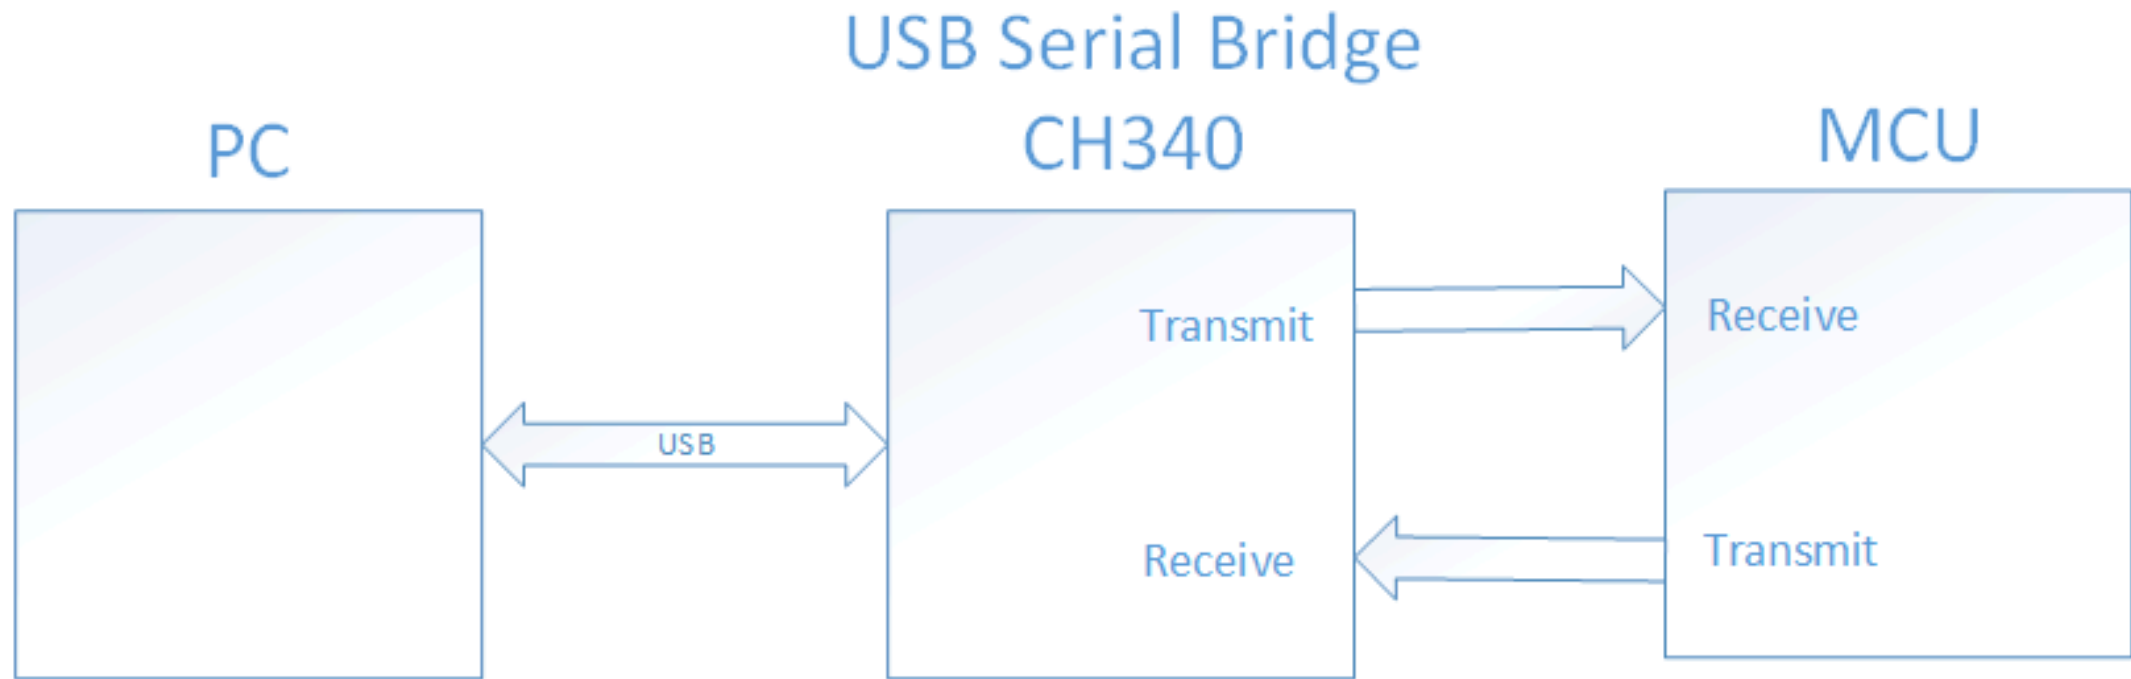 USB Serial Bridge
CH340
PC
MCU
Transmit
Receive
USB
Receive
Transmit